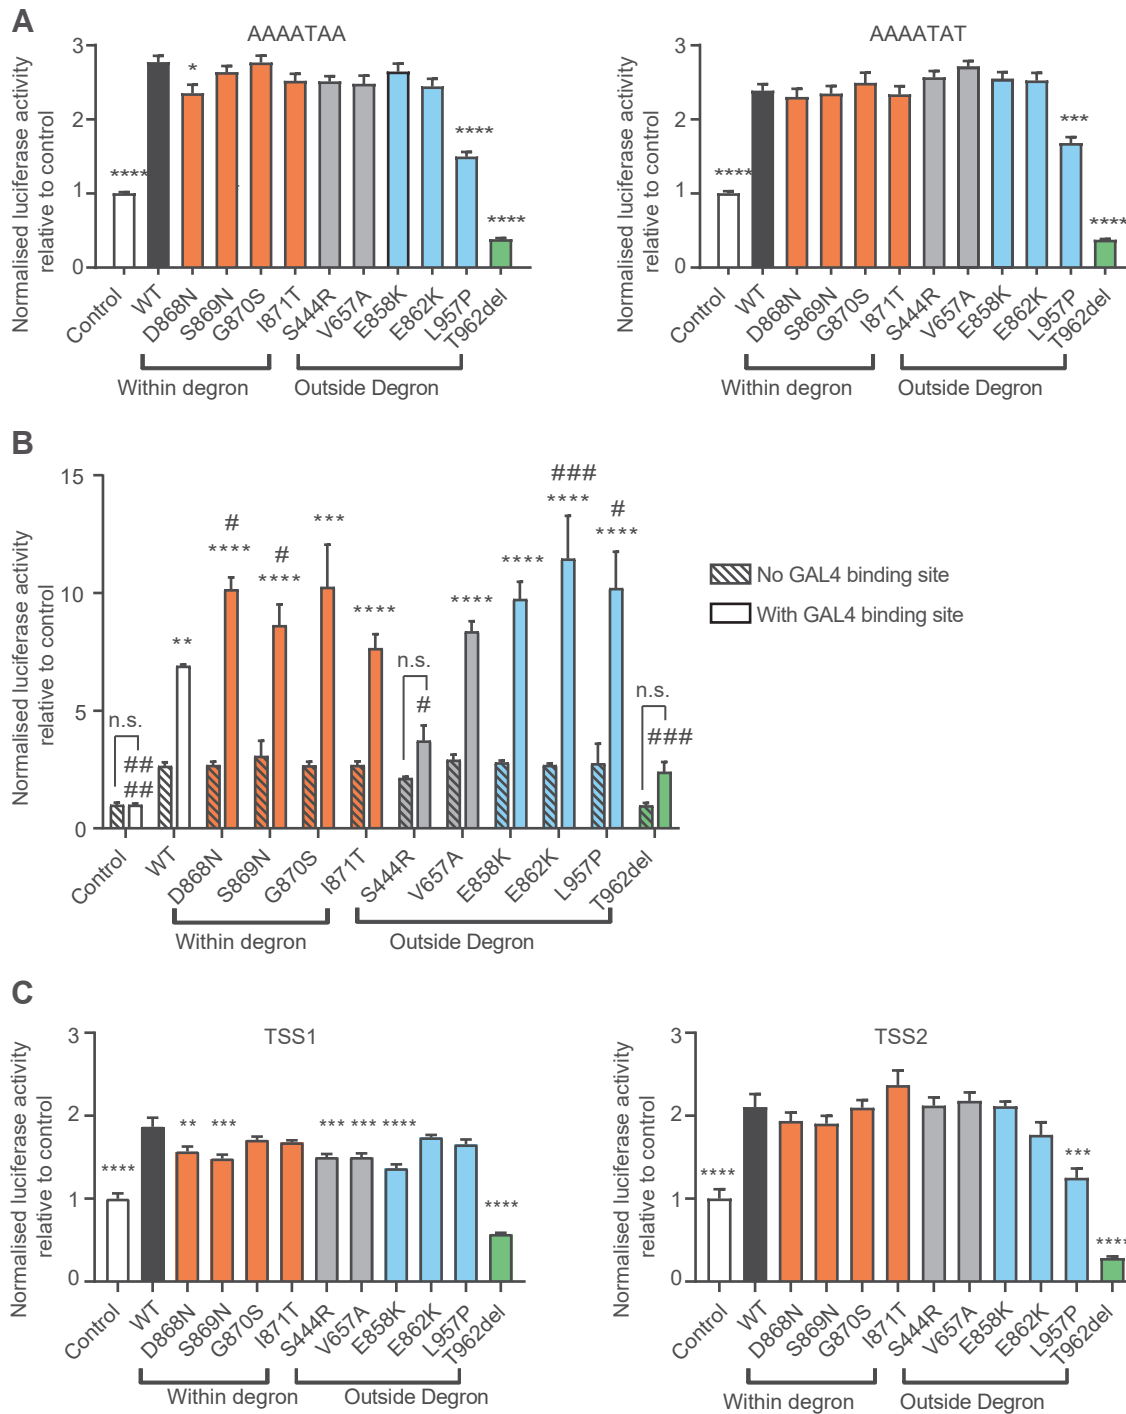 A
AAAATAA
Normalised luciferase activity
relative to control
3
2
1
0
****
*
****
****
Control
WT
D868N
S869N
G870S
I871T
S444R
V657A
E858K
E862K
L957P
T962del
Within degron
Outside Degron
AAAATAT
Normalised luciferase activity
relative to control
3
2
1
0
****
***
****
Control
WT
D868N
S869N
G870S
I871T
S444R
V657A
E858K
E862K
L957P
T962del
Within degron
Outside Degron
B
Normalised luciferase activity
relative to control
15
10
5
0
n.s.
##
##
**
#
****
#
****
***
****
n.s.
#
****
****
###
****
#
****
n.s.
###
No GAL4 binding site
With GAL4 binding site
Control
WT
D868N
S869N
G870S
I871T
S444R
V657A
E858K
E862K
L957P
T962del
Within degron
Outside Degron
C
TSS1
Normalised luciferase activity
relative to control
3
2
1
0
****
**
***
***
***
****
****
Control
WT
D868N
S869N
G870S
I871T
S444R
V657A
E858K
E862K
L957P
T962del
Within degron
Outside Degron
TSS2
Normalised luciferase activity
relative to control
3
2
1
0
****
***
****
Control
WT
D868N
S869N
G870S
I871T
S444R
V657A
E858K
E862K
L957P
T962del
Within degron
Outside Degron